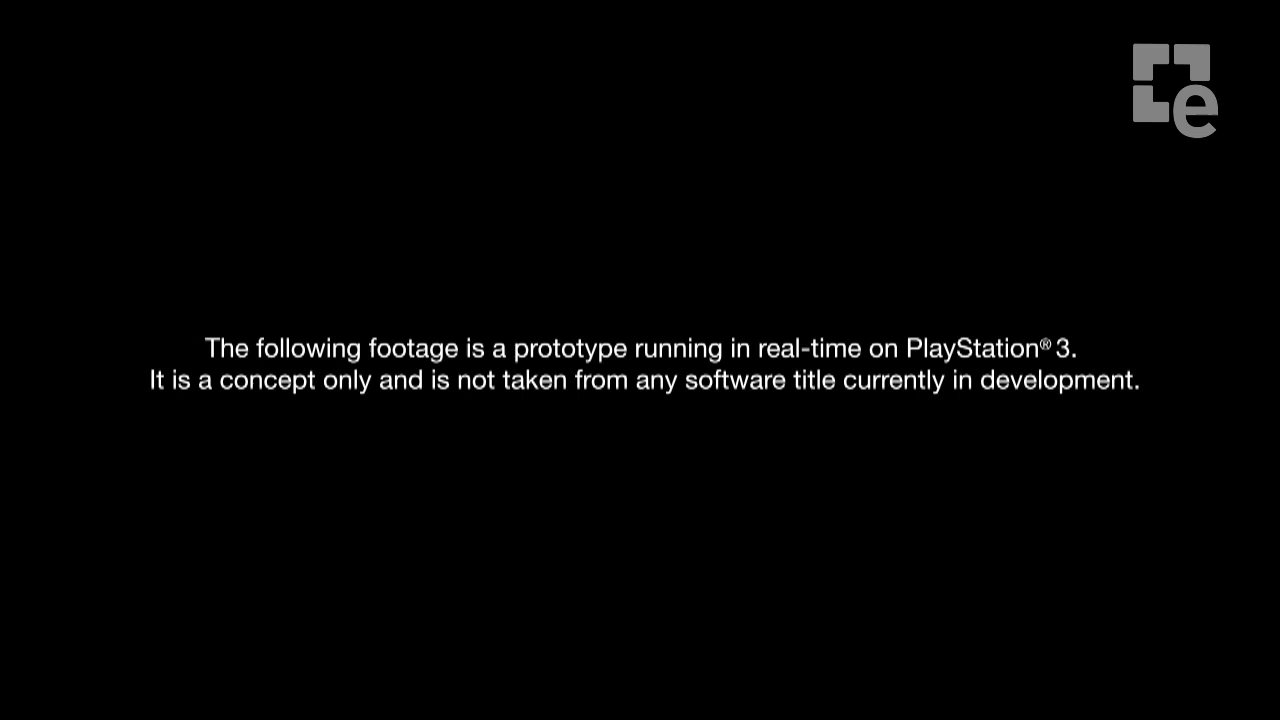 e
The following footage is a prototype running in real-time on PlayStation® 3.
It is a concept only and is not taken from any software title currently in development.